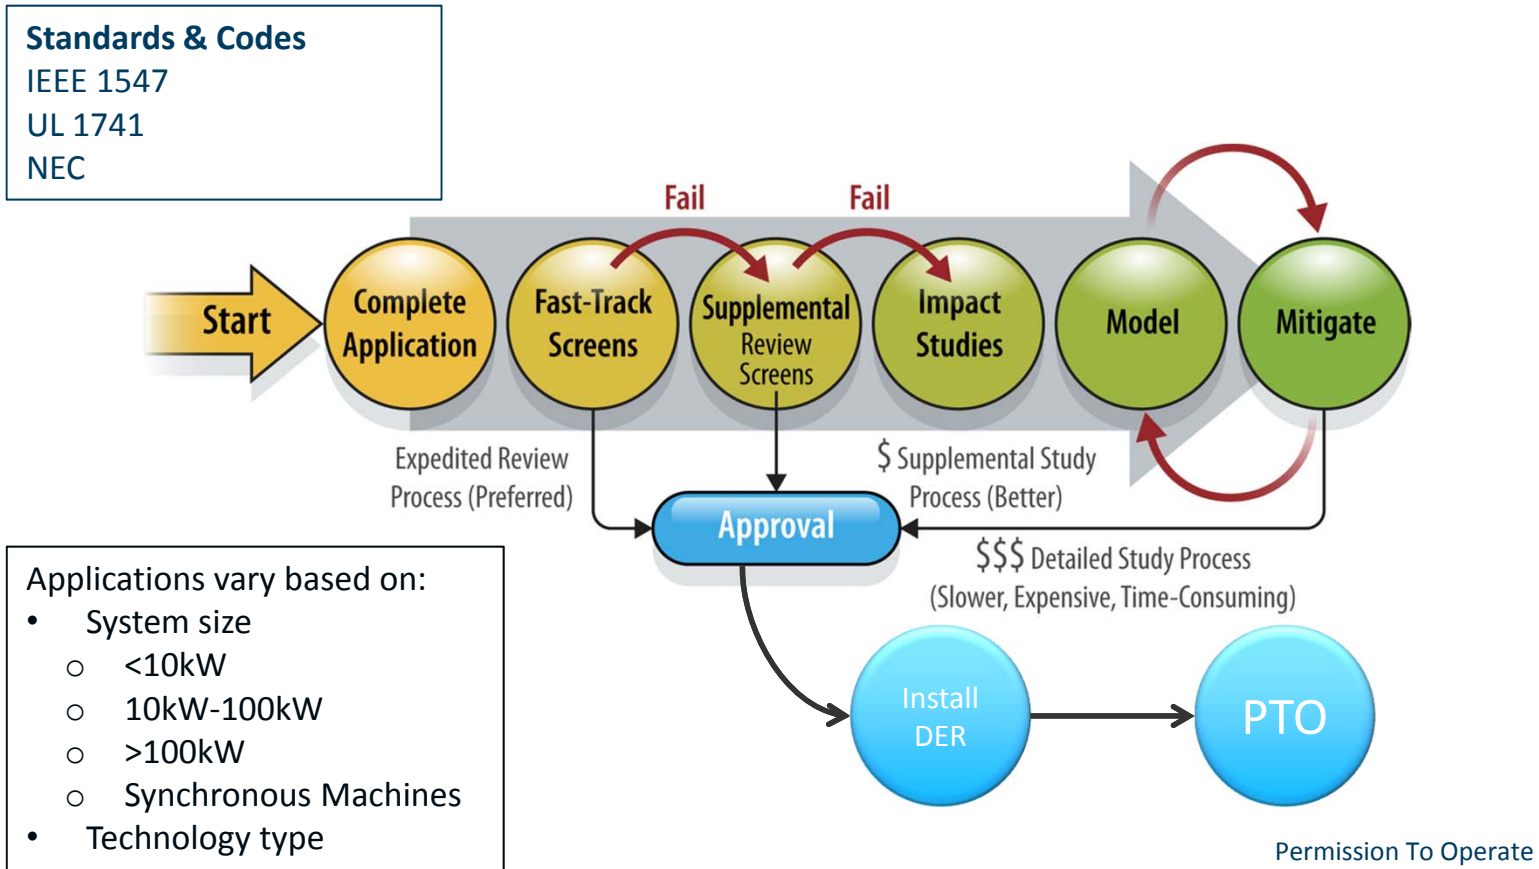 Standards & Codes
IEEE 1547
UL 1741
NEC
Fail
Fail
Start
Complete
Application
Fast-Track
Screens
Supplemental
Review
Screens
Impact
Studies
Model
Mitigate
Expedited Review
Process (Preferred)
$ Supplemental Study
Process (Better)
Approval
$$$ Detailed Study Process
(Slower, Expensive, Time-Consuming)
Applications vary based on:
• System size
o <10kW
o 10kW-100kW
o >100kW
o Synchronous Machines
• Technology type
Install
DER
PTO
Permission To Operate